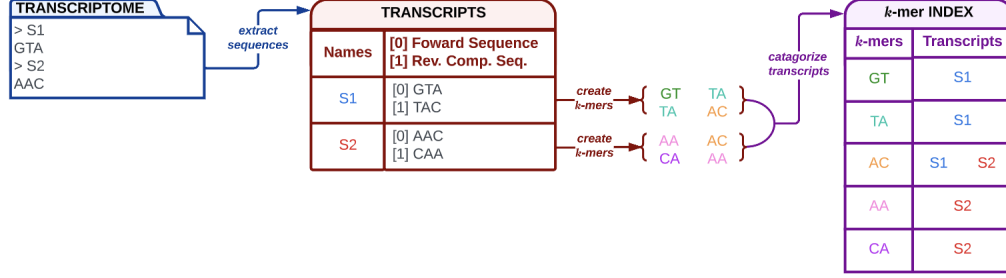 TRANSCRIPTOME
> S1
GTA
> S2
AAC
extract
sequences
TRANSCRIPTS
Names
[0] Foward Sequence
[1] Rev. Comp. Seq.
S1
[0] GTA
[1] TAC
S2
[0] AAC
[1] CAA
create
k-mers
GT TA
TA AC
create
k-mers
AA AC
CA AA
catagorize
transcripts
k-mer INDEX
k-mers Transcripts
GT S1
TA S1
AC S1 S2
AA S2
CA S2